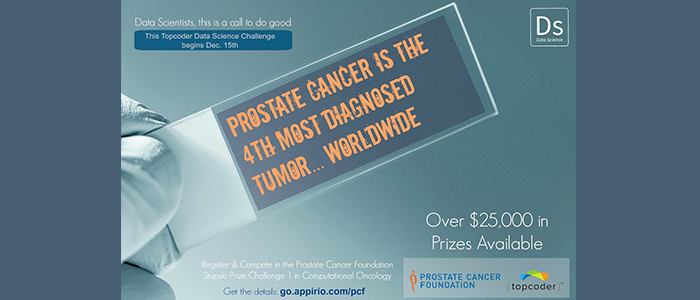 Data Scientists, this is a call to do good.
This Topcoder Data Science Challenge
begins Dec. 15th
Ds
Data Science
PROSTATE CANCER IS THE
4TH MOST DIAGNOSED
TUMOR... WORLDWIDE
Over $25,000 in
Prizes Available
Register & Compete in the Prostate Cancer Foundation
Stupski Prize Challenge 1 in Computational Oncology
Get the details: go.appirio.com/pcf
PROSTATE CANCER
FOUNDATION
[topcoder]